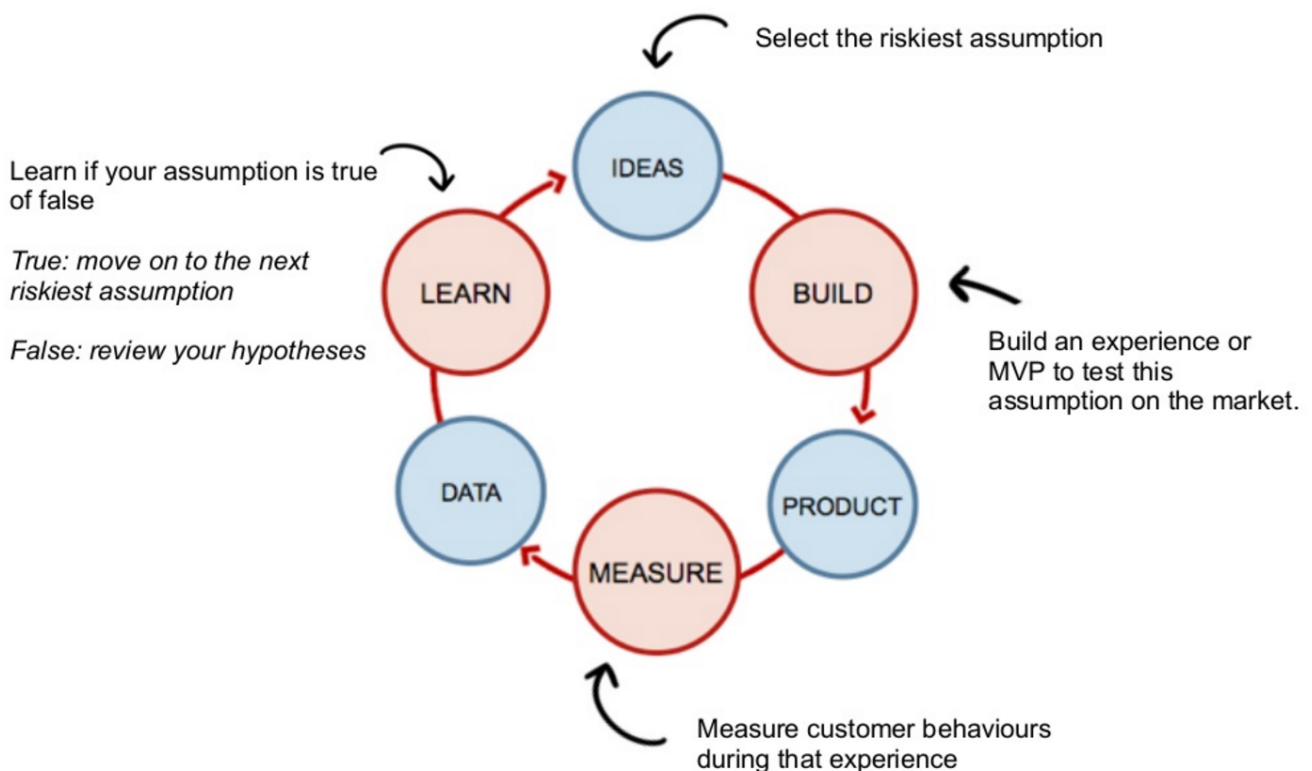 Select the riskiest assumption
IDEAS
Learn if your assumption is true
of false
True: move on to the next
riskiest assumption
False: review your hypotheses
LEARN
BUILD
Build an experience or
MVP to test this
assumption on the market.
DATA
PRODUCT
MEASURE
Measure customer behaviours
during that experience